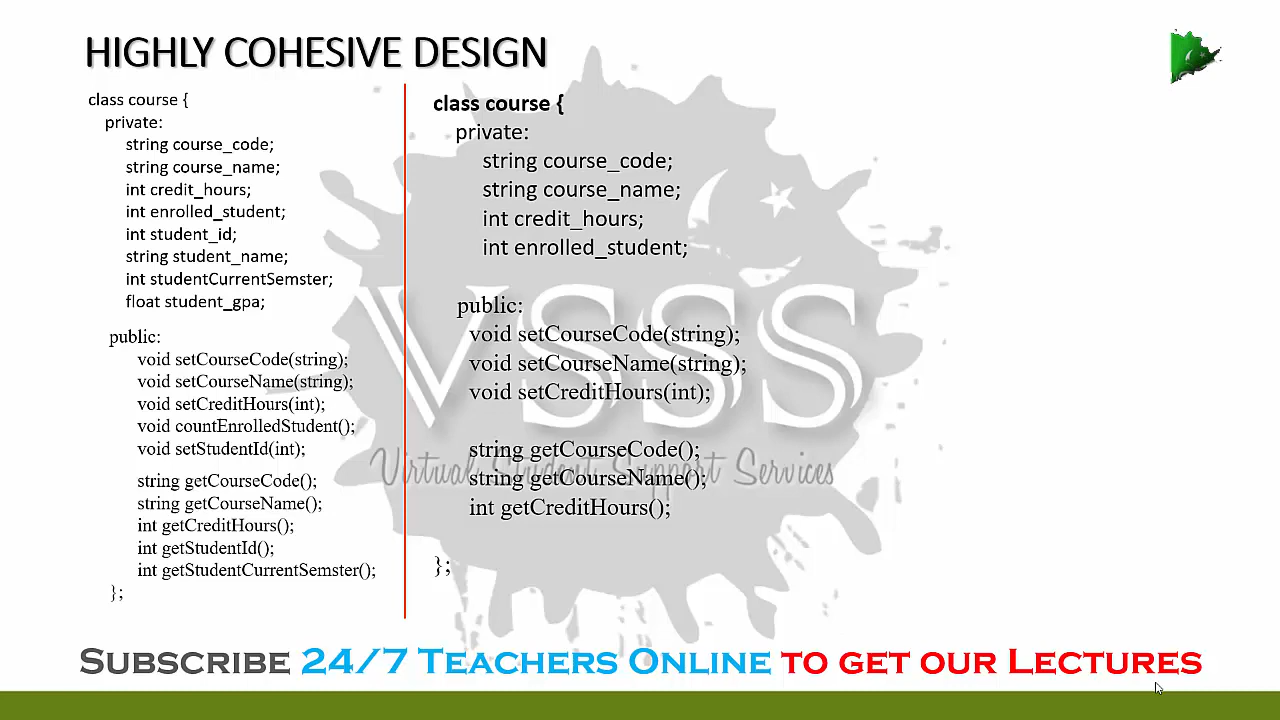 HIGHLY COHESIVE DESIGN
class course {
private:
string course_code;
string course_name;
int credit_hours;
int enrolled_student;
int student_id;
string student_name;
int studentCurrentSemster;
float student_gpa;
public:
void setCourseCode(string);
void setCourseName(string);
void setCreditHours(int);
void countEnrolledStudent();
void setStudentId(int);
string getCourseCode();
string getCourseName();
int getCreditHours();
int getStudentId();
int getStudentCurrentSemster();
};
class course {
private:
string course_code;
string course_name;
int credit_hours;
int enrolled_student;
public:
void setCourseCode(string);
void setCourseName(string);
void setCreditHours(int);
string getCourseCode();
string getCourseName();
int getCreditHours();
};
VSSS
Virtual Student Support Services
SUBSCRIBE 24/7 TEACHERS ONLINE TO GET OUR LECTURES